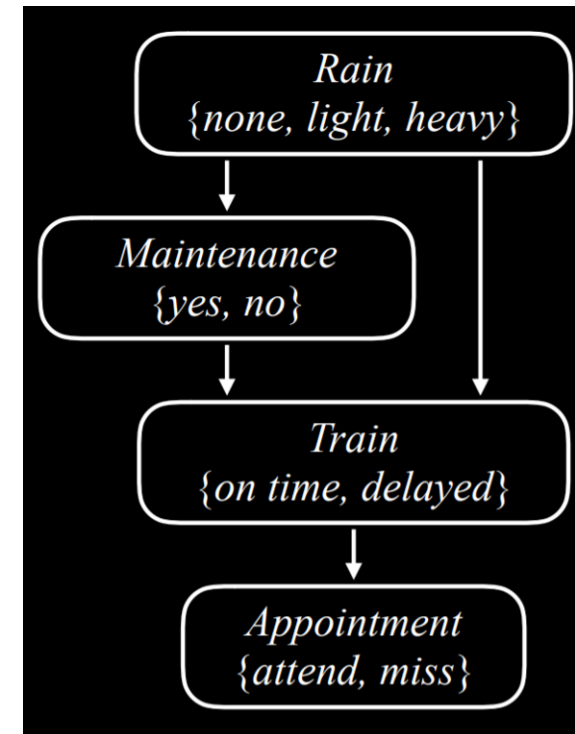 Rain
{none, light, heavy}
Maintenance
{yes, no}
Train
{on time, delayed}
Appointment
{attend, miss}